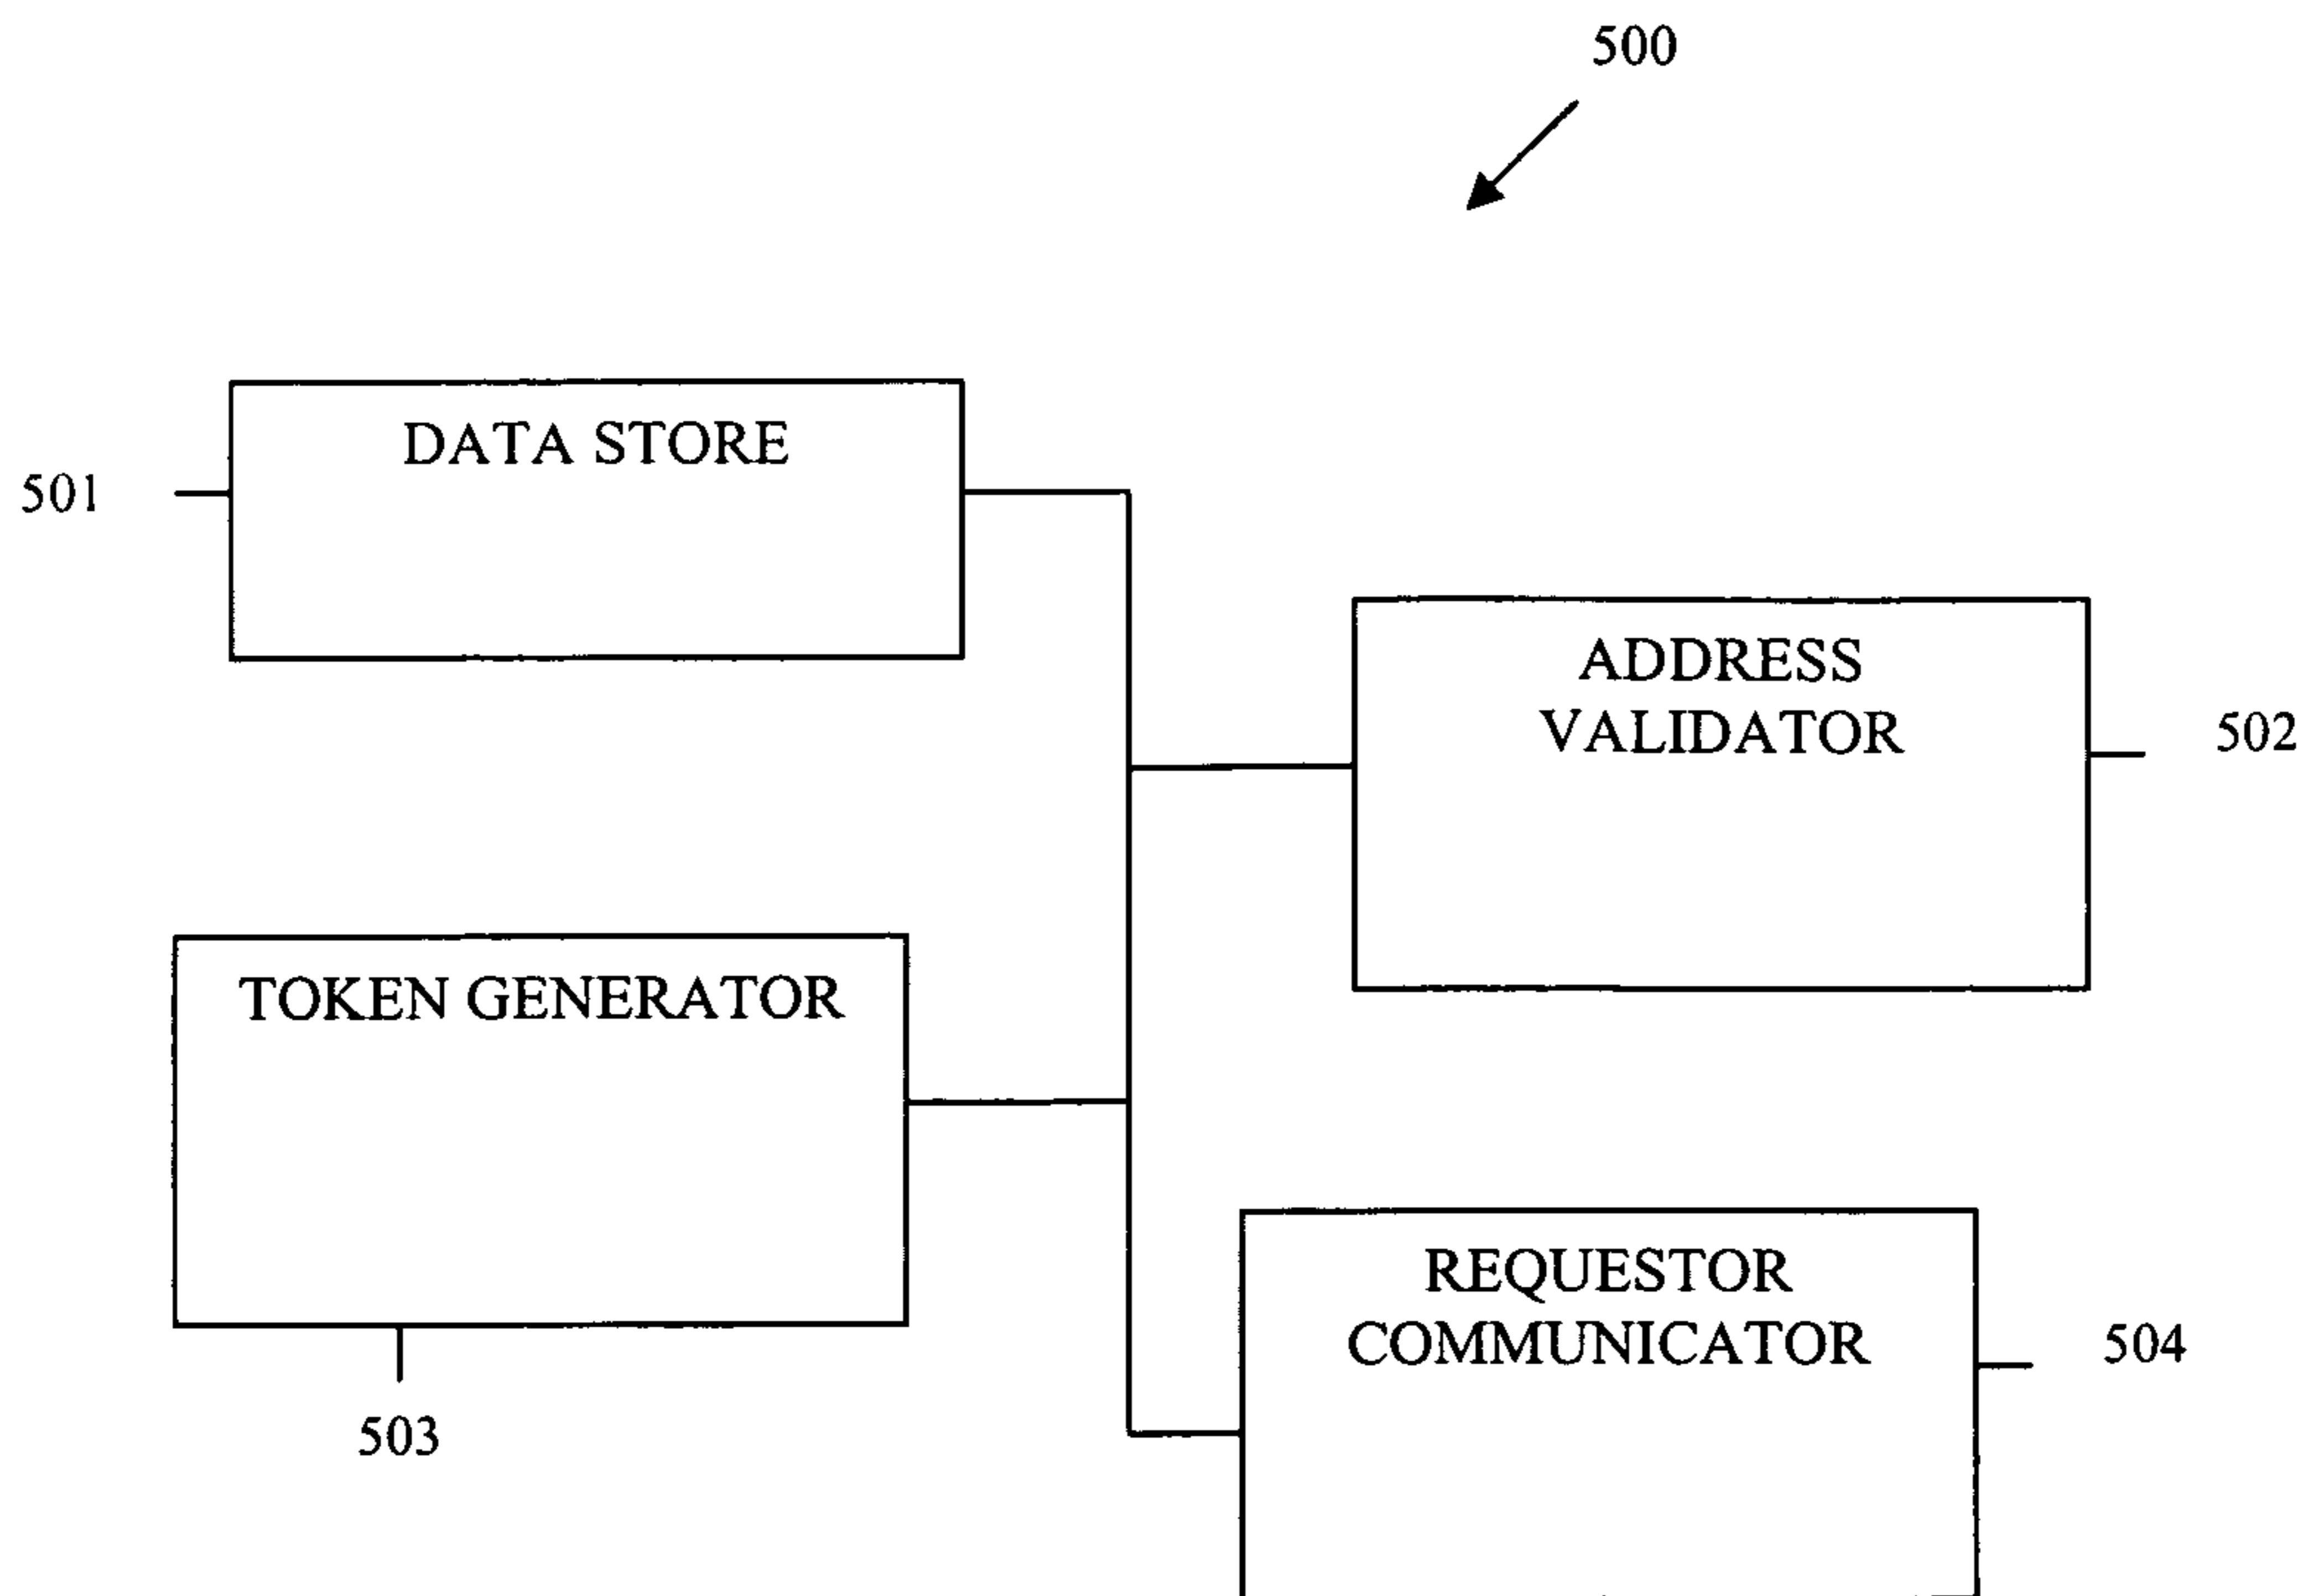 500
DATA STORE
501
ADDRESS
VALIDATOR
502
TOKEN GENERATOR
503
REQUESTOR
COMMUNICATOR
504